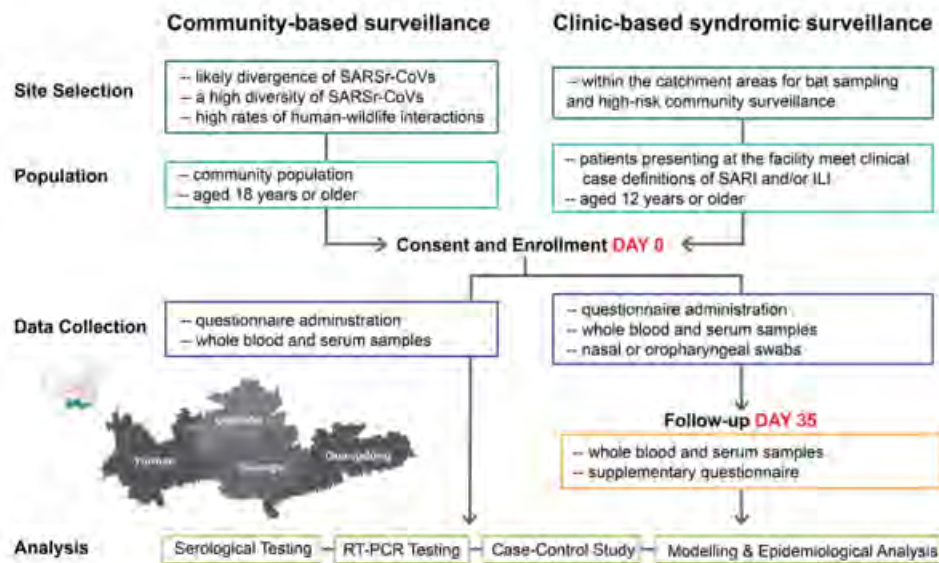 Community-based surveillance
Clinic-based syndromic surveillance
Site Selection
-- likely divergence of SARSr-CoVs
-- a high diversity of SARSr-CoVs
-- high rates of human-wildlife interactions
-- within the catchment areas for bat sampling
and high-risk community surveillance
Population
-- community population
-- aged 18 years or older
-- patients presenting at the facility meet clinical
case definitions of SARI and/or ILI
-- aged 12 years or older
Consent and Enrollment DAY 0
Data Collection
-- questionnaire administration
-- whole blood and serum samples
-- questionnaire administration
-- whole blood and serum samples
-- nasal or oropharyngeal swabs
Yunnan
Guangdong
Follow-up DAY 35
-- whole blood and serum samples
-- supplementary questionnaire
Analysis
Serological Testing
RT-PCR Testing
Case-Control Study
Modelling & Epidemiological Analysis